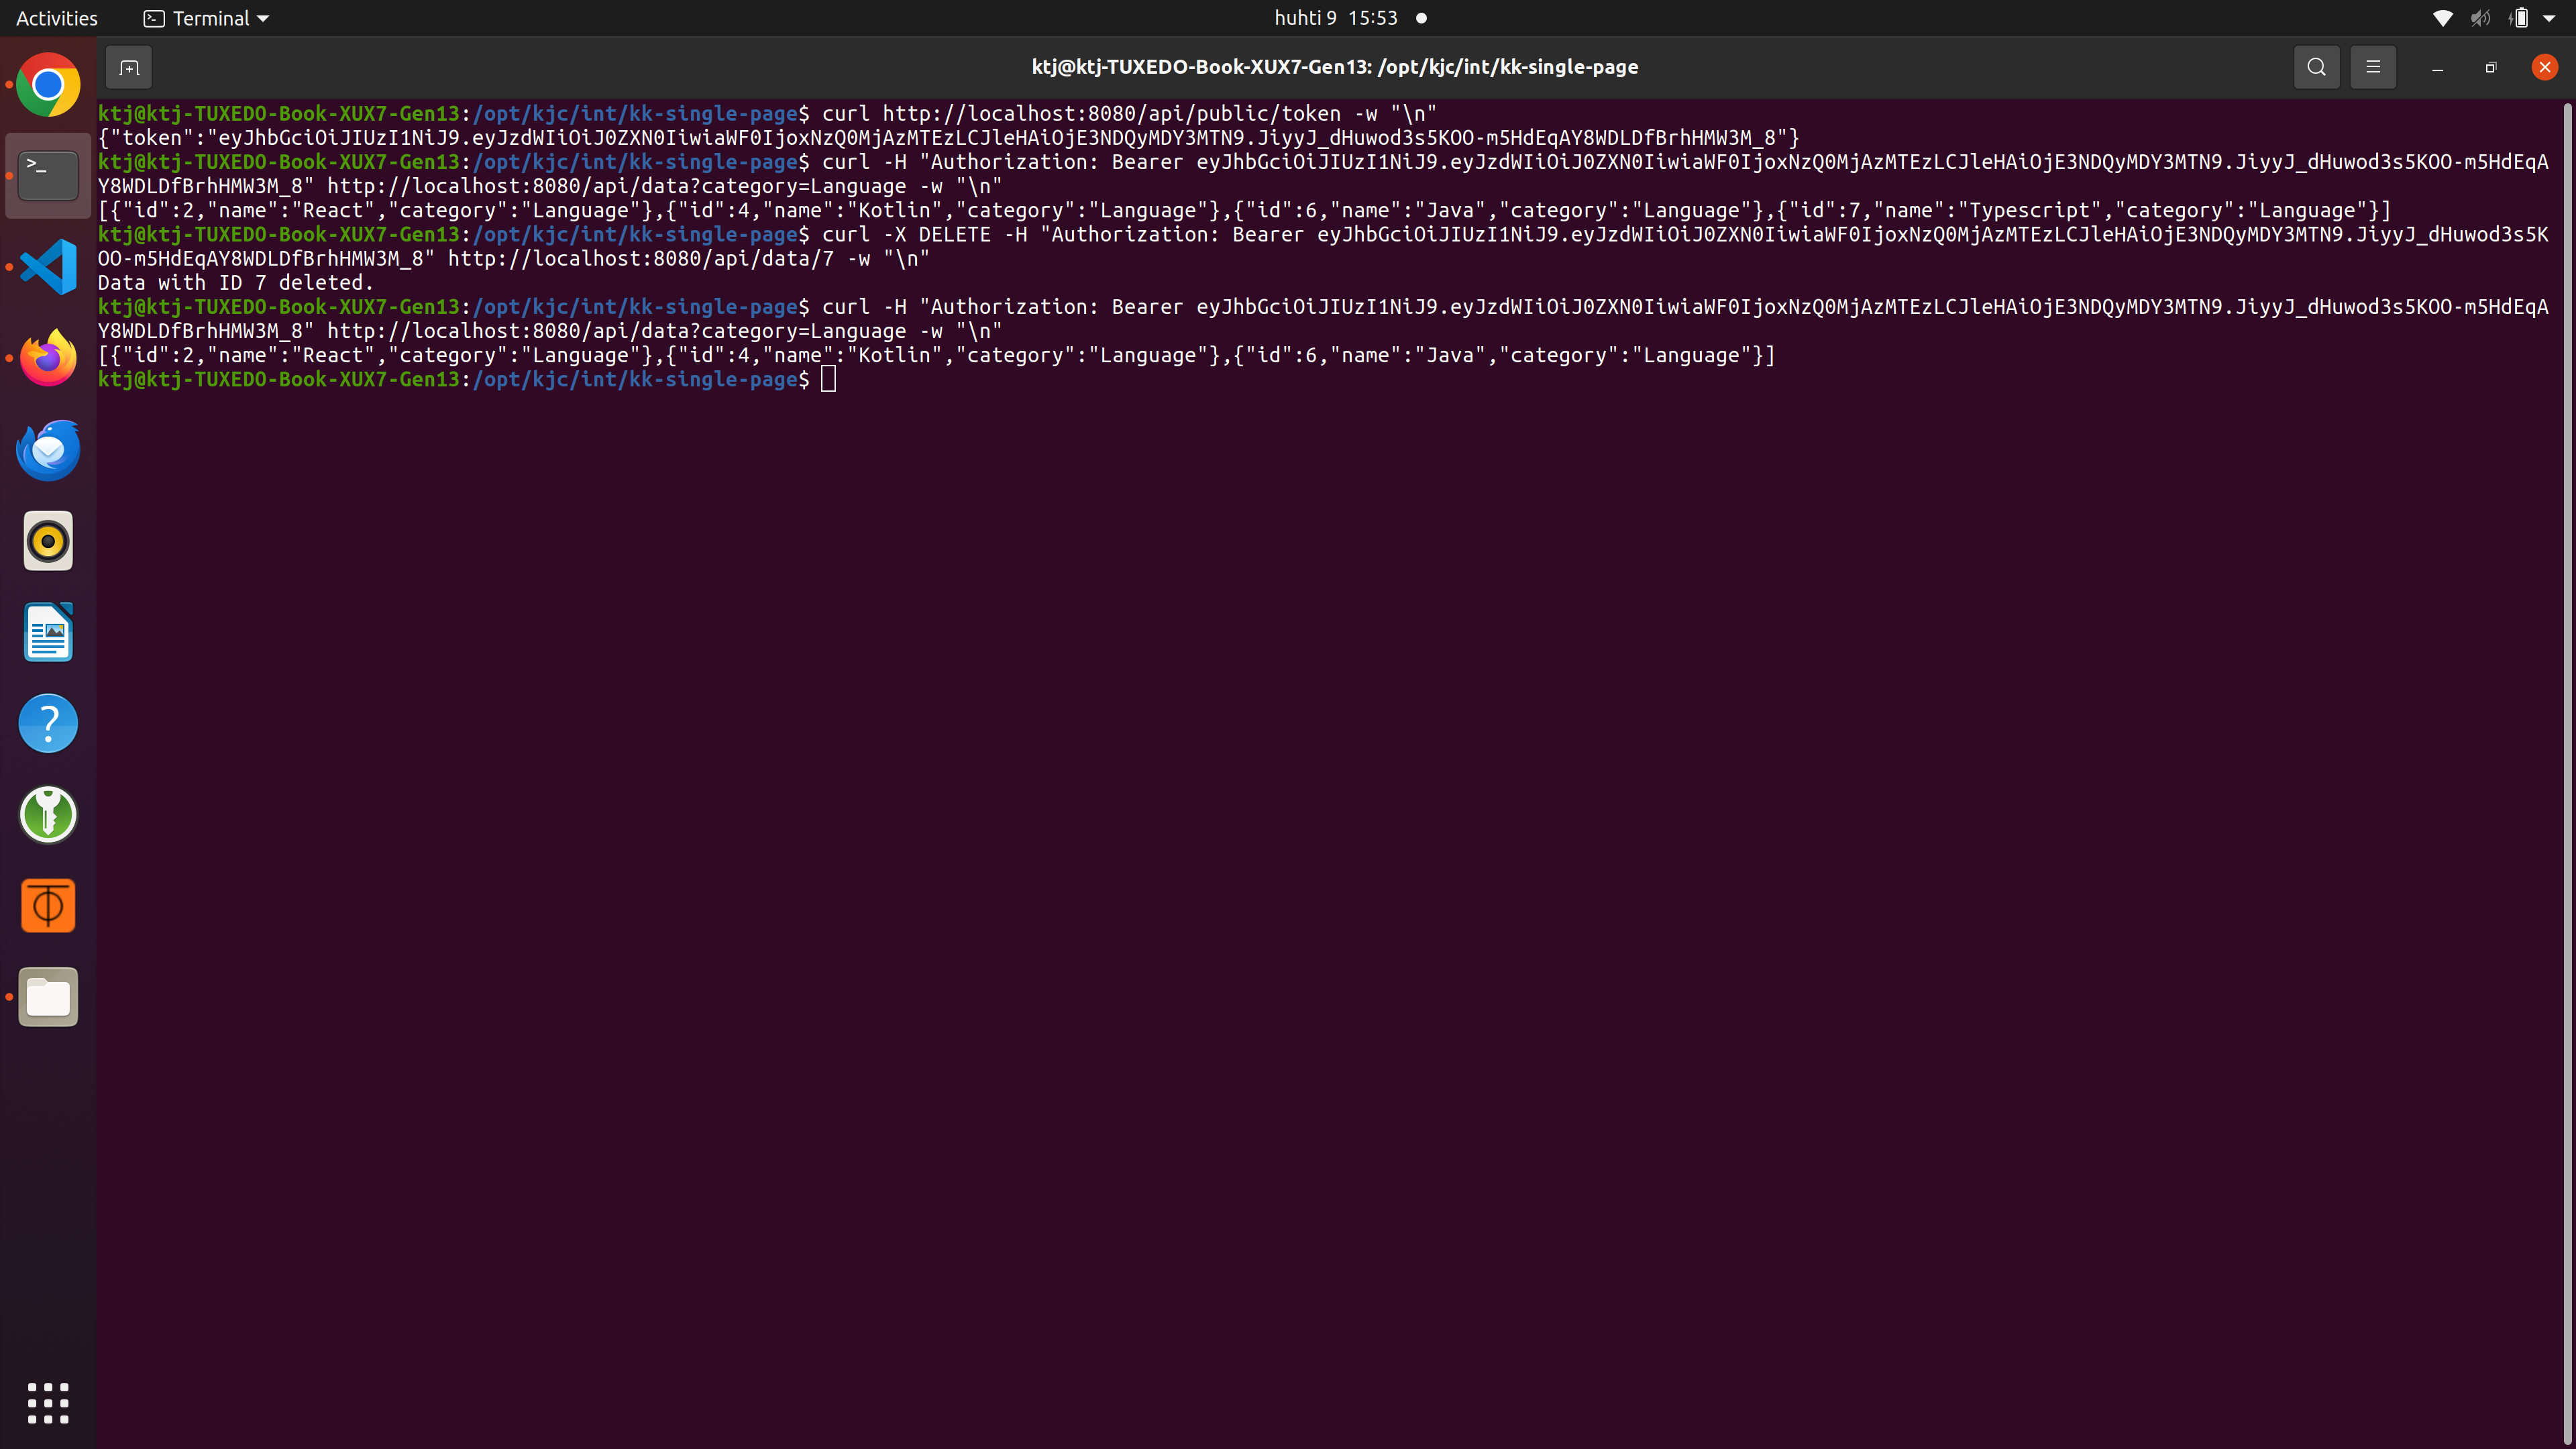 Activities
Terminal
huhti 9 15:53
ktj@ktj-TUXEDO-Book-XUX7-Gen13: /opt/kjc/int/kk-single-page
ktj@ktj-TUXEDO-Book-XUX7-Gen13:/opt/kjc/int/kk-single-page$ curl http://localhost:8080/api/public/token -w "\n"
{"token":"eyJhbGciOiJIUzI1NiJ9.eyJzdWIiOiJ0ZXN0IiwiaWF0IjoxNzQ0MjAzMTEzLCJleHAiOjE3NDQyMDY3MTN9.JiyyJ_dHuwod3s5KOO-m5HdEqAY8WDLDfBrhHMW3M_8"}
ktj@ktj-TUXEDO-Book-XUX7-Gen13:/opt/kjc/int/kk-single-page$ curl -H "Authorization: Bearer eyJhbGciOiJIUzI1NiJ9.eyJzdWIiOiJ0ZXN0IiwiaWF0IjoxNzQ0MjAzMTEzLCJleHAiOjE3NDQyMDY3MTN9.JiyyJ_dHuwod3s5KOO-m5HdEqA
Y8WDLDfBrhHMW3M_8" http://localhost:8080/api/data?category=Language -w "\n"
[{"id":2,"name":"React","category":"Language"},{"id":4,"name":"Kotlin","category":"Language"},{"id":6,"name":"Java","category":"Language"},{"id":7,"name":"Typescript","category":"Language"}]
ktj@ktj-TUXEDO-Book-XUX7-Gen13:/opt/kjc/int/kk-single-page$ curl -X DELETE -H "Authorization: Bearer eyJhbGciOiJIUzI1NiJ9.eyJzdWIiOiJ0ZXN0IiwiaWF0IjoxNzQ0MjAzMTEzLCJleHAiOjE3NDQyMDY3MTN9.JiyyJ_dHuwod3s5K
OO-m5HdEqAY8WDLDfBrhHMW3M_8" http://localhost:8080/api/data/7 -w "\n"
Data with ID 7 deleted.
ktj@ktj-TUXEDO-Book-XUX7-Gen13:/opt/kjc/int/kk-single-page$ curl -H "Authorization: Bearer eyJhbGciOiJIUzI1NiJ9.eyJzdWIiOiJ0ZXN0IiwiaWF0IjoxNzQ0MjAzMTEzLCJleHAiOjE3NDQyMDY3MTN9.JiyyJ_dHuwod3s5KOO-m5HdEqA
Y8WDLDfBrhHMW3M_8" http://localhost:8080/api/data?category=Language -w "\n"
[{"id":2,"name":"React","category":"Language"},{"id":4,"name":"Kotlin","category":"Language"},{"id":6,"name":"Java","category":"Language"}]
ktj@ktj-TUXEDO-Book-XUX7-Gen13:/opt/kjc/int/kk-single-page$